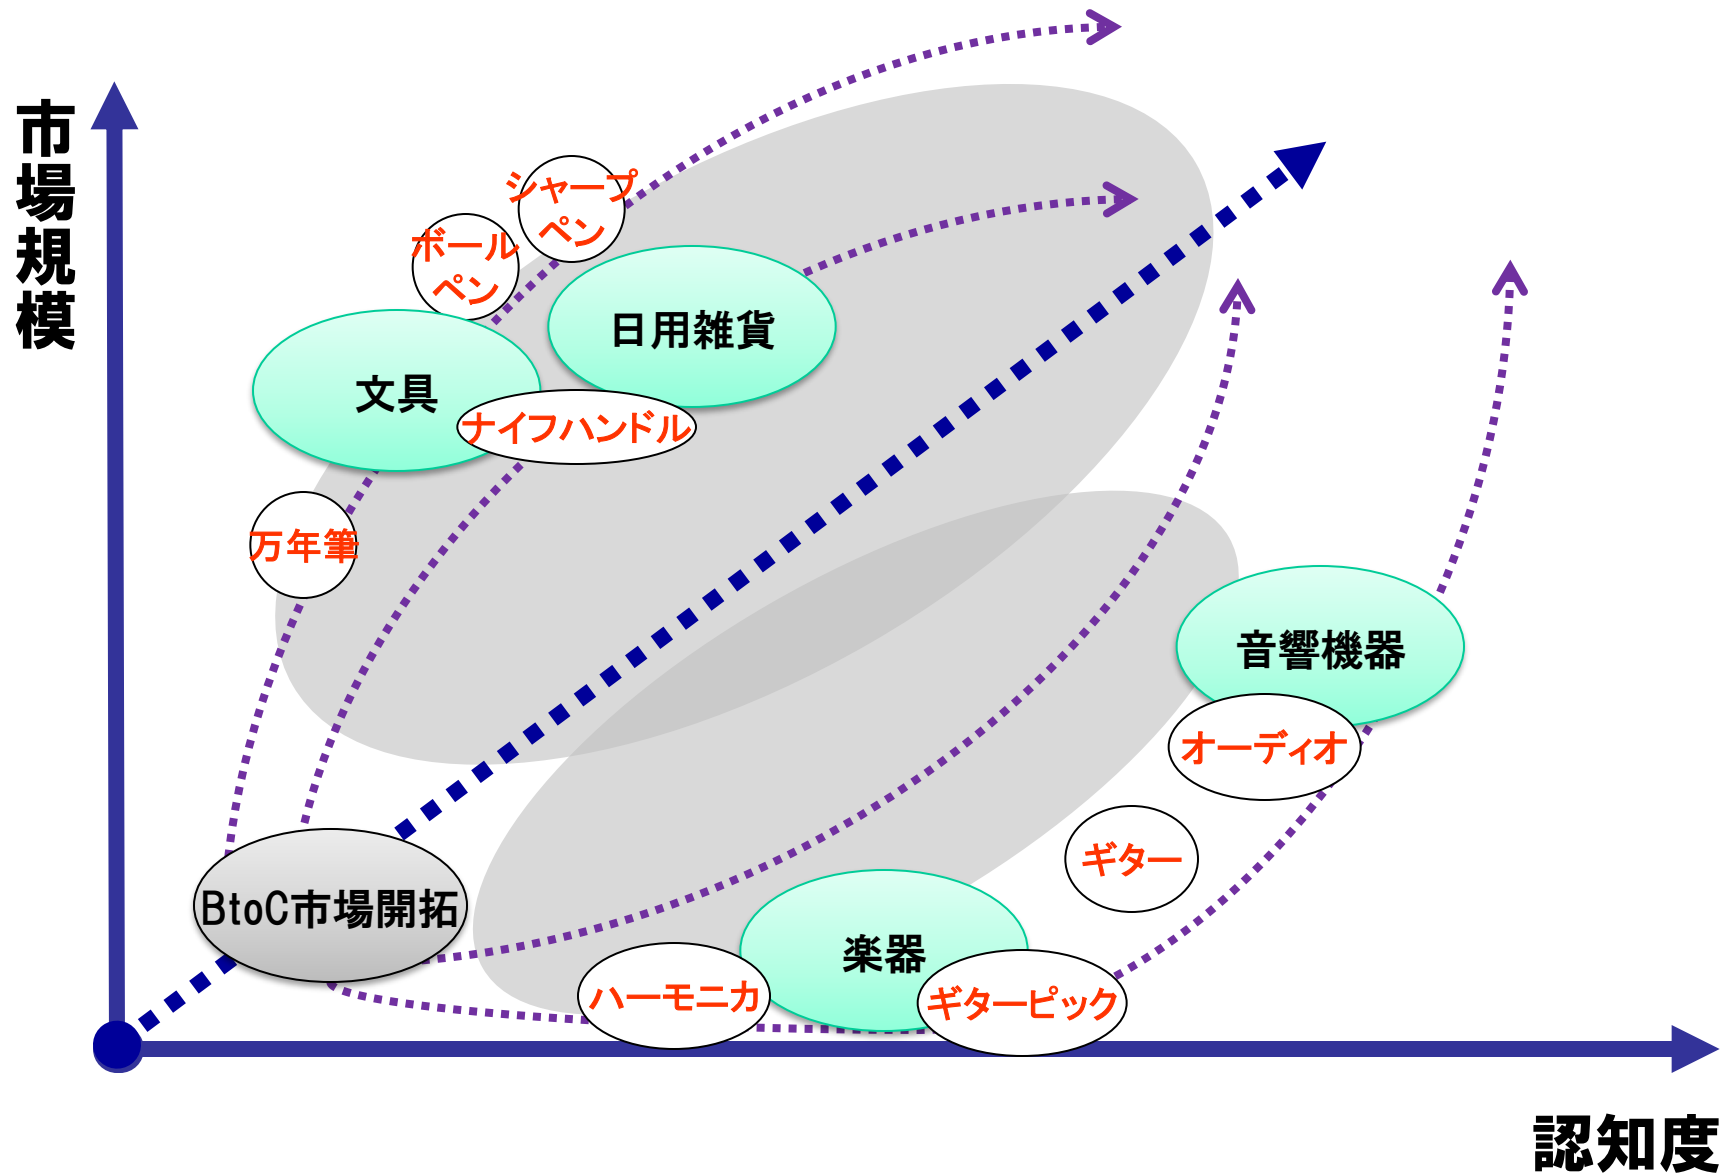 市場規模
シャープ
ペン
ボール
ペン
日用雑貨
文具
ナイフハンドル
万年筆
音響機器
オーディオ
ギター
BtoC市場開拓
楽器
ハーモニカ
ギターピック
認知度